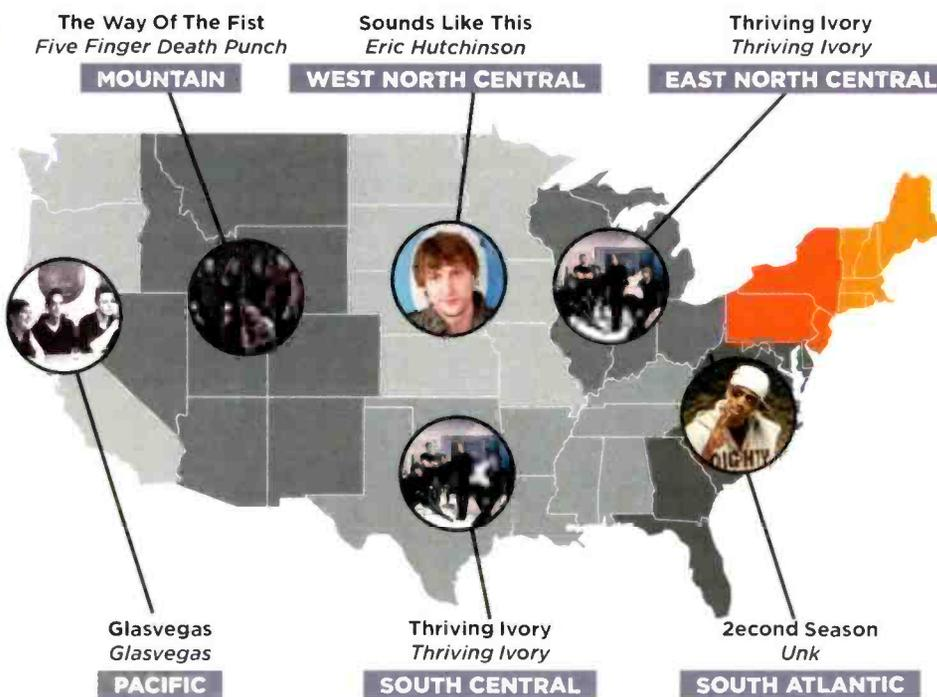 The Way Of The Fist
Five Finger Death Punch
MOUNTAIN
Sounds Like This
Eric Hutchinson
WEST NORTH CENTRAL
Thriving Ivory
Thriving Ivory
EAST NORTH CENTRAL
Glasvegas
Glasvegas
PACIFIC
Thriving Ivory
Thriving Ivory
SOUTH CENTRAL
2econd Season
Unk
SOUTH ATLANTIC